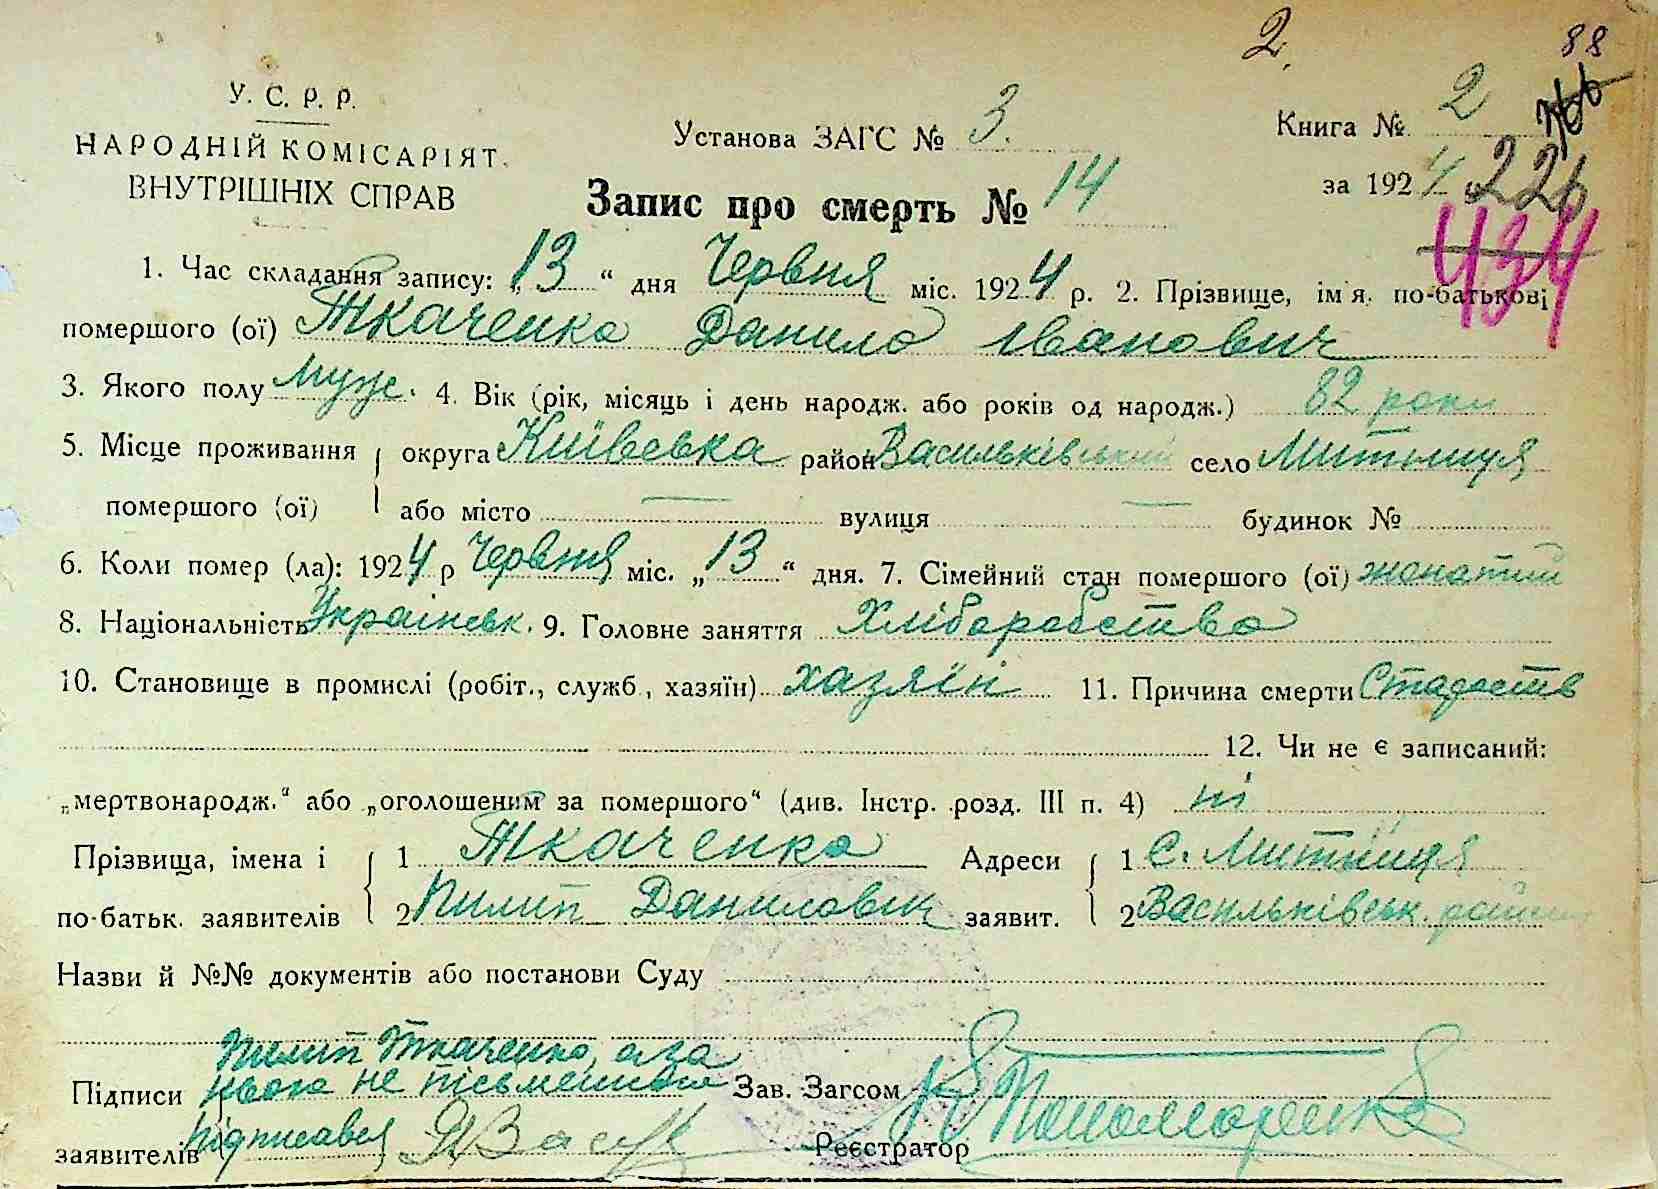 2.
88
У. С. Р. Р.
НАРОДНІЙ КОМІСАРІЯТ
ВНУТРІШНІХ СПРАВ
Установа ЗАГС № 3.
Книга № 2
за 1924
226
434
Запис про смерть № 14
1. Час складання запису: „13“ дня Червня міс. 1924 р. 2. Прізвище, ім'я, по-батькові
помершого (ої) Ткаченко Данило Іванович
3. Якого полу Муж. 4. Вік (рік, місяць і день народж. або років од народж.) 82 роки
5. Місце проживання округа Київська район Васильківський село Митниця
помершого (ої) або місто — вулиця — будинок №
6. Коли помер (ла): 1924 р Червня міс. „13“ дня. 7. Сімейний стан помершого (ої) жонатий
8. Національність Українськ. 9. Головне заняття Хліборобство
10. Становище в промислі (робіт., служб., хазяїн) хазяїн 11. Причина смерти Старость
12. Чи не є записаний:
„мертвонародж.“ або „оголошеним за помершого“ (див. Інстр. розд. III п. 4) ні
Прізвища, імена і 1 Ткаченко Адреси 1 С. Митниця
по-батьк. заявителів 2 Пилип Данилович заявит. 2 Васильківськ. район
Назви й №№ документів або постанови Суду
Пилип Ткаченко, а за
Підписи нього не пісьменного Зав. Загсом
заявителів підписався Реєстратор Пономаренко